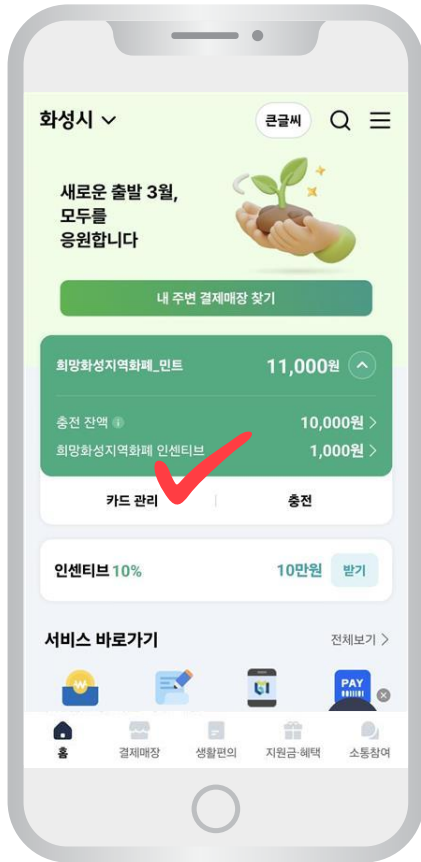 화성시
큰글씨
새로운 출발 3월,
모두를
응원합니다
내 주변 결제매장 찾기
희망화성지역화폐_민트 11,000원
충전 잔액 10,000원
희망화성지역화폐 인센티브 1,000원
카드 관리 충전
인센티브 10% 10만원 받기
서비스 바로가기 전체보기
₩
PAY
홈 결제매장 생활편의 지원금·혜택 소통참여